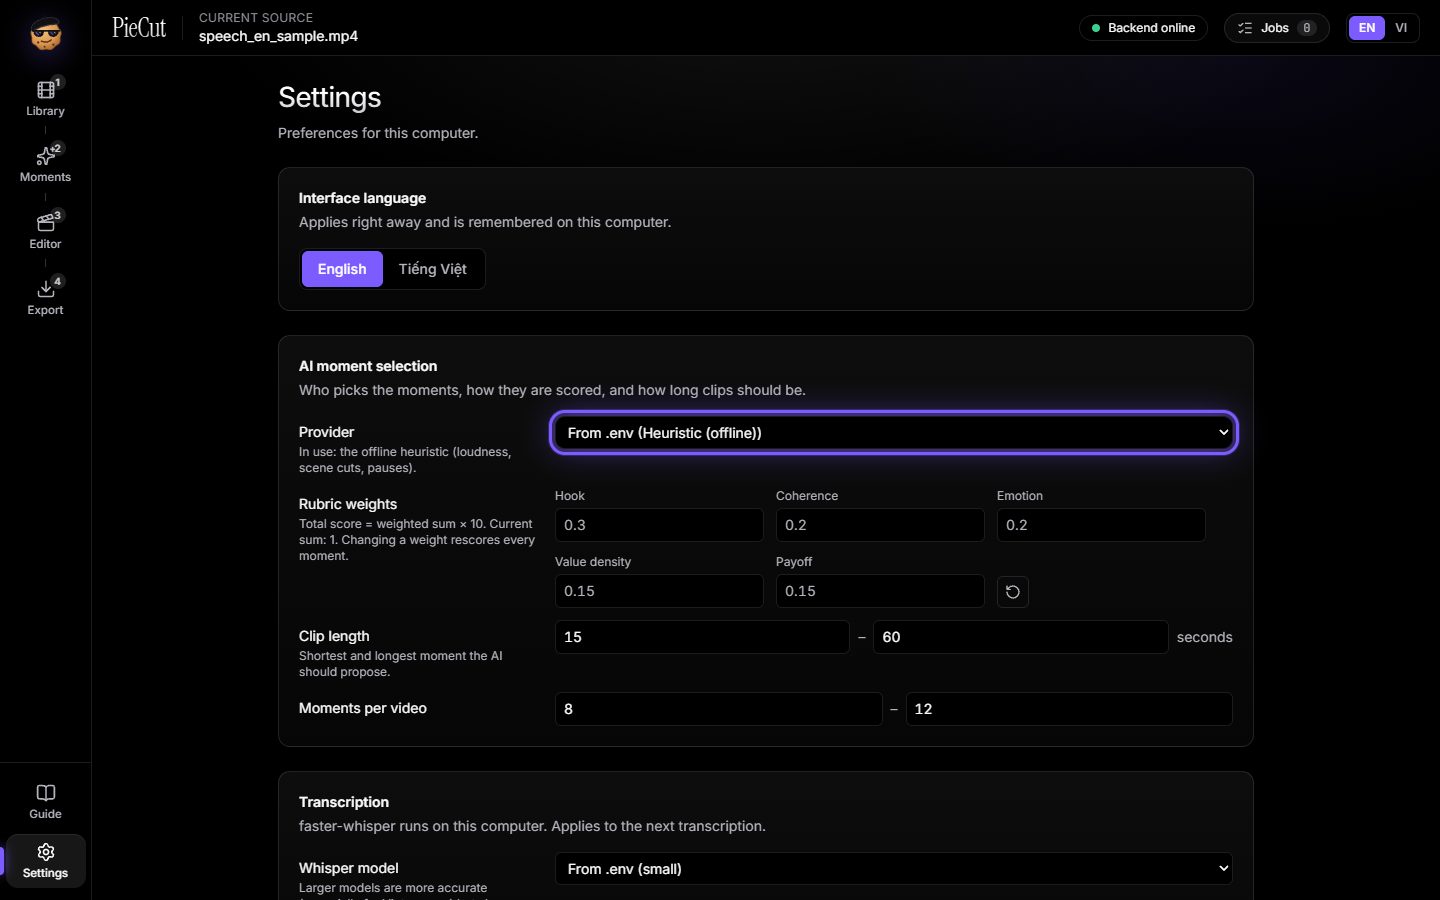 PieCut
CURRENT SOURCE
speech_en_sample.mp4
Backend online
Jobs 0
EN VI
1
Library
2
Moments
3
Editor
4
Export
Guide
Settings
Settings
Preferences for this computer.
Interface language
Applies right away and is remembered on this computer.
English Tiếng Việt
AI moment selection
Who picks the moments, how they are scored, and how long clips should be.
Provider
In use: the offline heuristic (loudness,
scene cuts, pauses).
From .env (Heuristic (offline))
Rubric weights
Total score = weighted sum × 10. Current
sum: 1. Changing a weight rescores every
moment.
Hook Coherence Emotion
0.3 0.2 0.2
Value density Payoff
0.15 0.15
Clip length
Shortest and longest moment the AI
should propose.
15 – 60 seconds
Moments per video
8 – 12
Transcription
faster-whisper runs on this computer. Applies to the next transcription.
Whisper model
Larger models are more accurate
From .env (small)